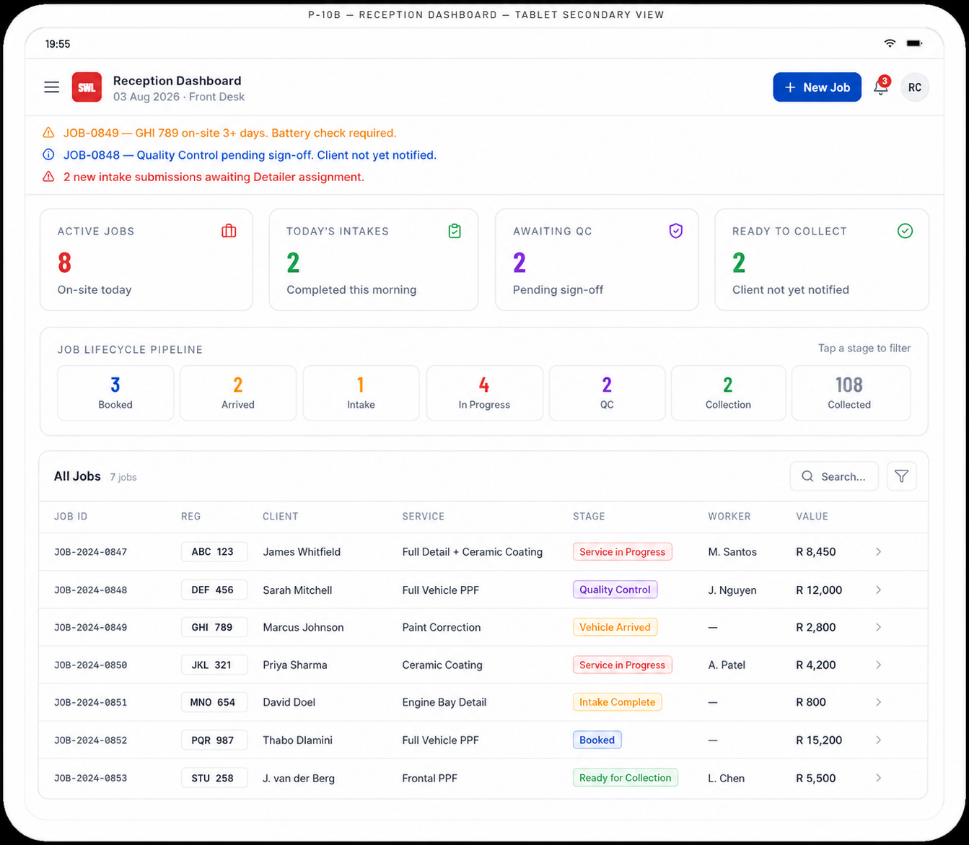 P-10B — RECEPTION DASHBOARD — TABLET SECONDARY VIEW
19:55
SWL
Reception Dashboard
03 Aug 2026 · Front Desk
+ New Job
3
RC
JOB-0849 — GHI 789 on-site 3+ days. Battery check required.
JOB-0848 — Quality Control pending sign-off. Client not yet notified.
2 new intake submissions awaiting Detailer assignment.
ACTIVE JOBS
8
On-site today
TODAY'S INTAKES
2
Completed this morning
AWAITING QC
2
Pending sign-off
READY TO COLLECT
2
Client not yet notified
JOB LIFECYCLE PIPELINE
Tap a stage to filter
3
Booked
2
Arrived
1
Intake
4
In Progress
2
QC
2
Collection
108
Collected
All Jobs 7 jobs
Search...
JOB ID REG CLIENT SERVICE STAGE WORKER VALUE
JOB-2024-0847 ABC 123 James Whitfield Full Detail + Ceramic Coating Service in Progress M. Santos R 8,450
JOB-2024-0848 DEF 456 Sarah Mitchell Full Vehicle PPF Quality Control J. Nguyen R 12,000
JOB-2024-0849 GHI 789 Marcus Johnson Paint Correction Vehicle Arrived — R 2,800
JOB-2024-0850 JKL 321 Priya Sharma Ceramic Coating Service in Progress A. Patel R 4,200
JOB-2024-0851 MNO 654 David Doel Engine Bay Detail Intake Complete — R 800
JOB-2024-0852 PQR 987 Thabo Dlamini Full Vehicle PPF Booked — R 15,200
JOB-2024-0853 STU 258 J. van der Berg Frontal PPF Ready for Collection L. Chen R 5,500